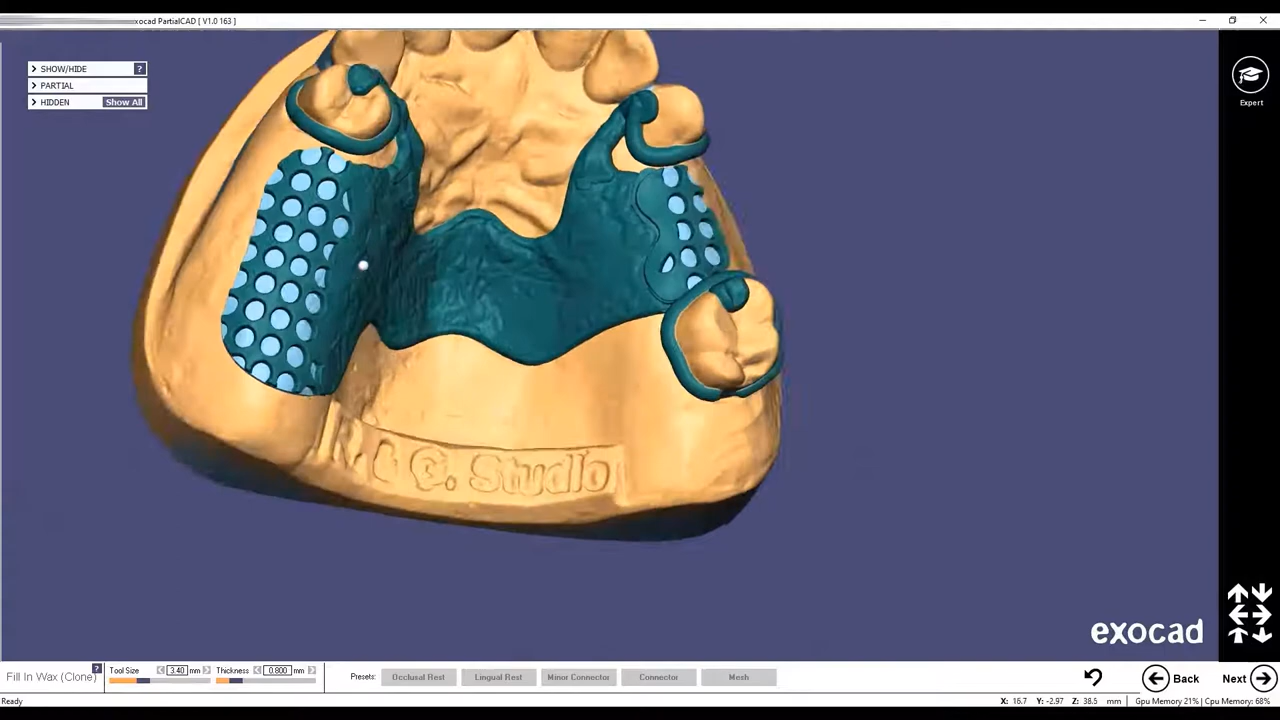 xocad PartialCAD [ V1.0 163 ]
SHOW/HIDE ?
PARTIAL
HIDDEN Show All
Expert
R & G. Studio
exocad
Fill In Wax (Clone) ?
Tool Size 3.40 mm
Thickness 0.800 mm
Presets: Occlusal Rest Lingual Rest Minor Connector Connector Mesh
Back Next
Ready
X: 16.7 Y: -2.97 Z: 38.5 mm Gpu Memory 21% | Cpu Memory: 68%